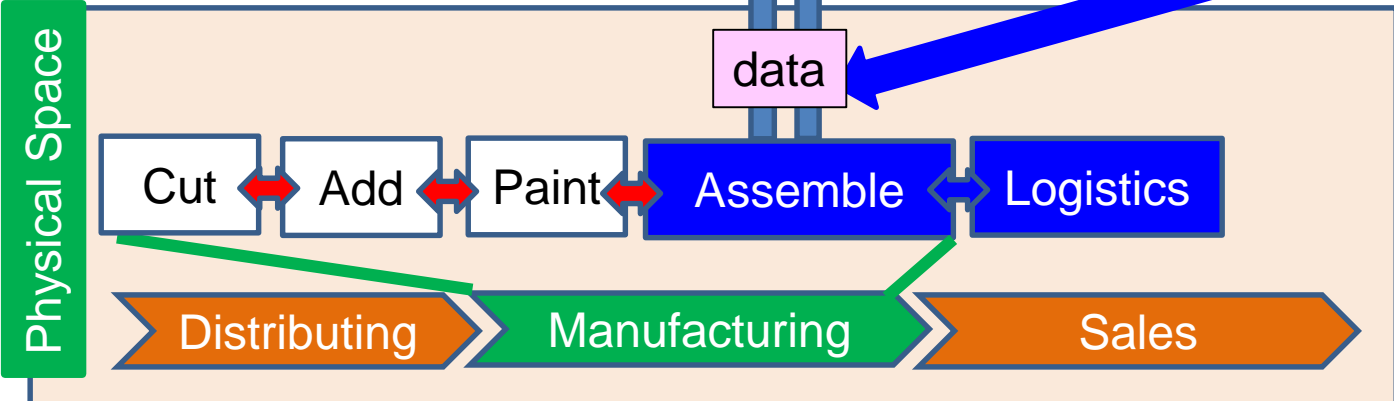 Physical Space
data
Cut
Add
Paint
Assemble
Logistics
Distributing
Manufacturing
Sales